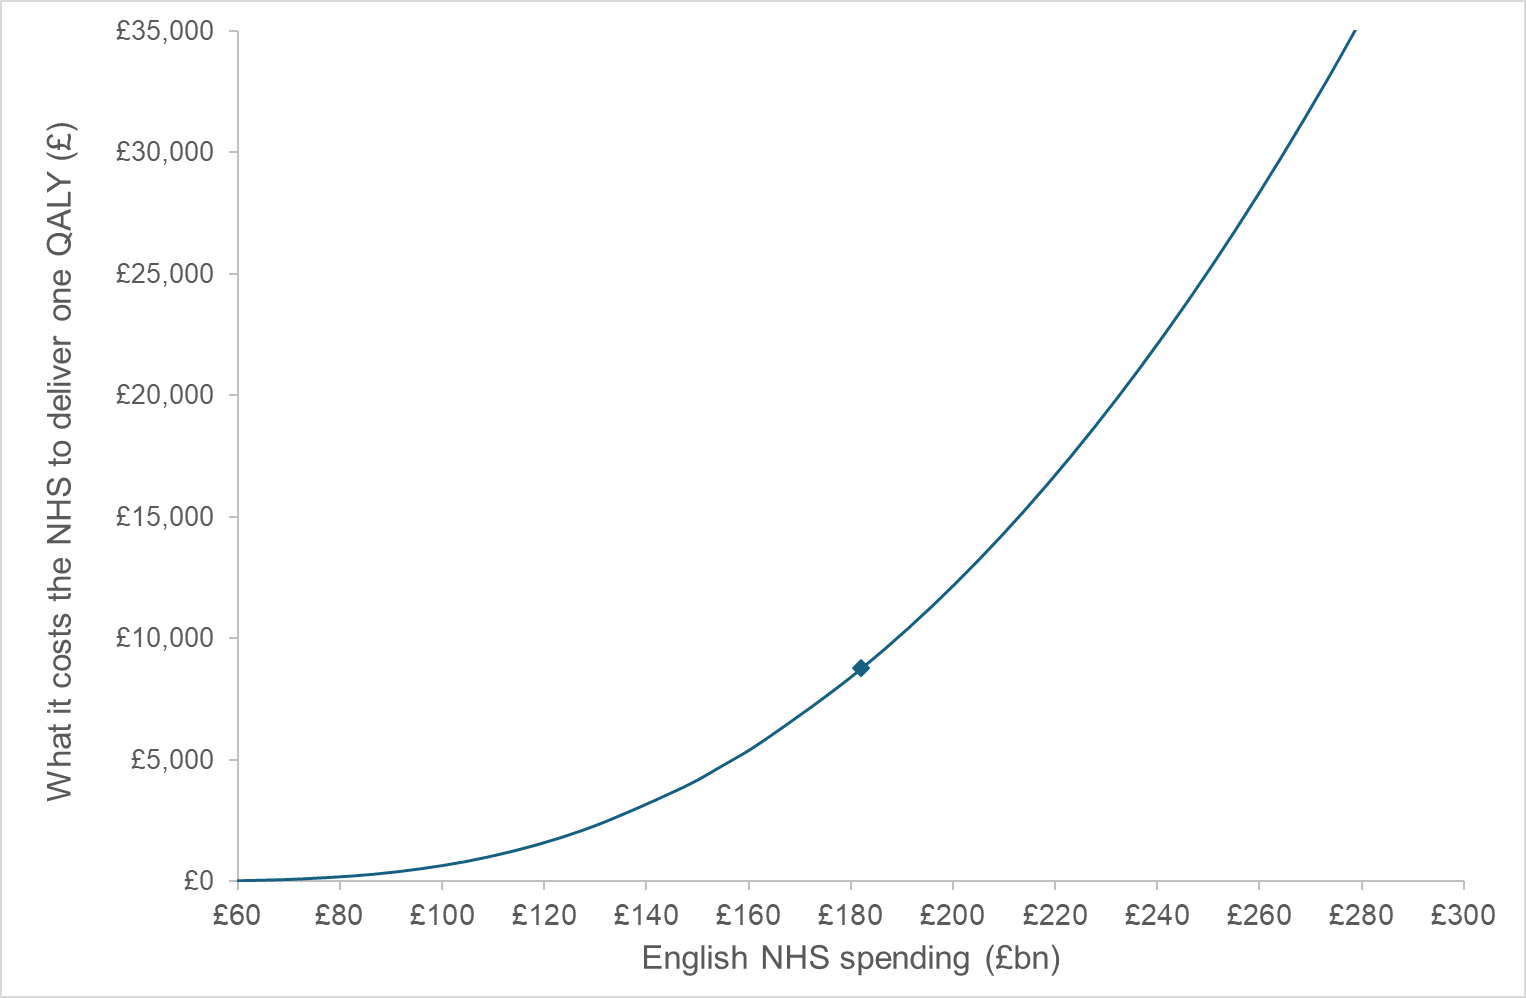 £35,000
£30,000
£25,000
£20,000
£15,000
£10,000
£5,000
£0
What it costs the NHS to deliver one QALY (£)
£60 £80 £100 £120 £140 £160 £180 £200 £220 £240 £260 £280 £300
English NHS spending (£bn)